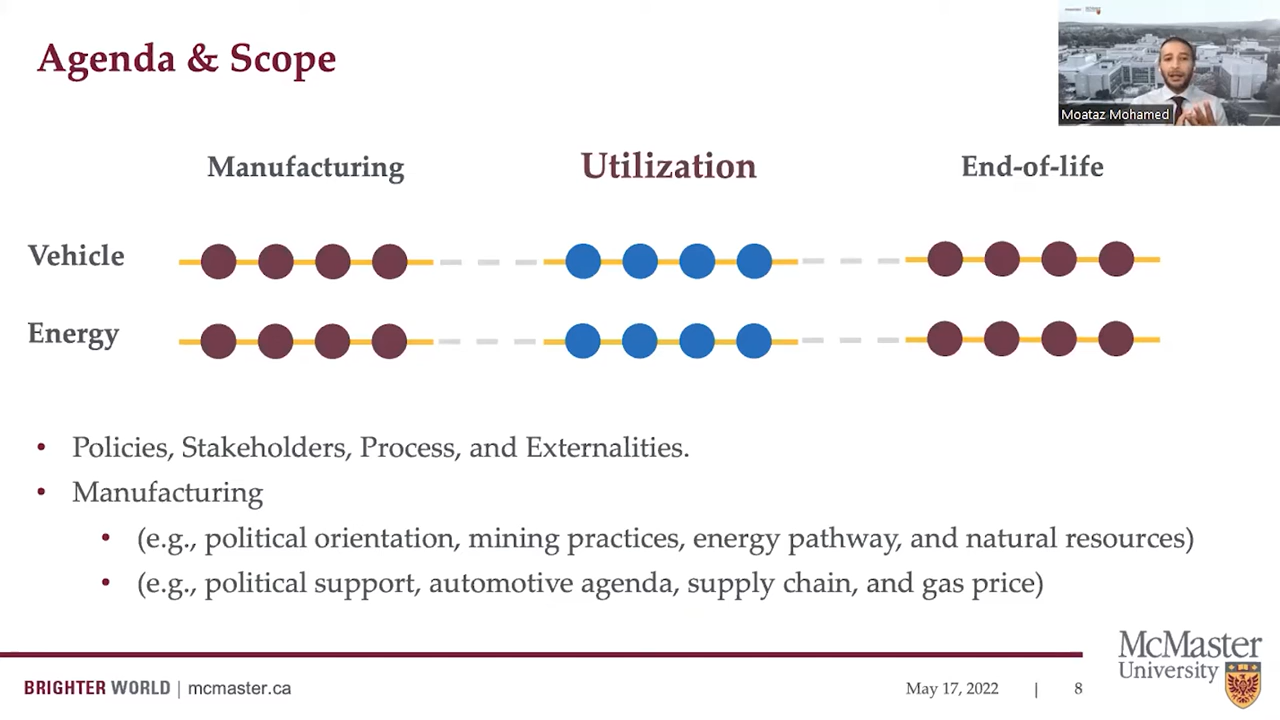 Agenda & Scope
Moataz Mohamed
Manufacturing
Utilization
End-of-life
Vehicle
Energy
• Policies, Stakeholders, Process, and Externalities.
• Manufacturing
• (e.g., political orientation, mining practices, energy pathway, and natural resources)
• (e.g., political support, automotive agenda, supply chain, and gas price)
McMaster
University
BRIGHTER WORLD | mcmaster.ca
May 17, 2022 | 8